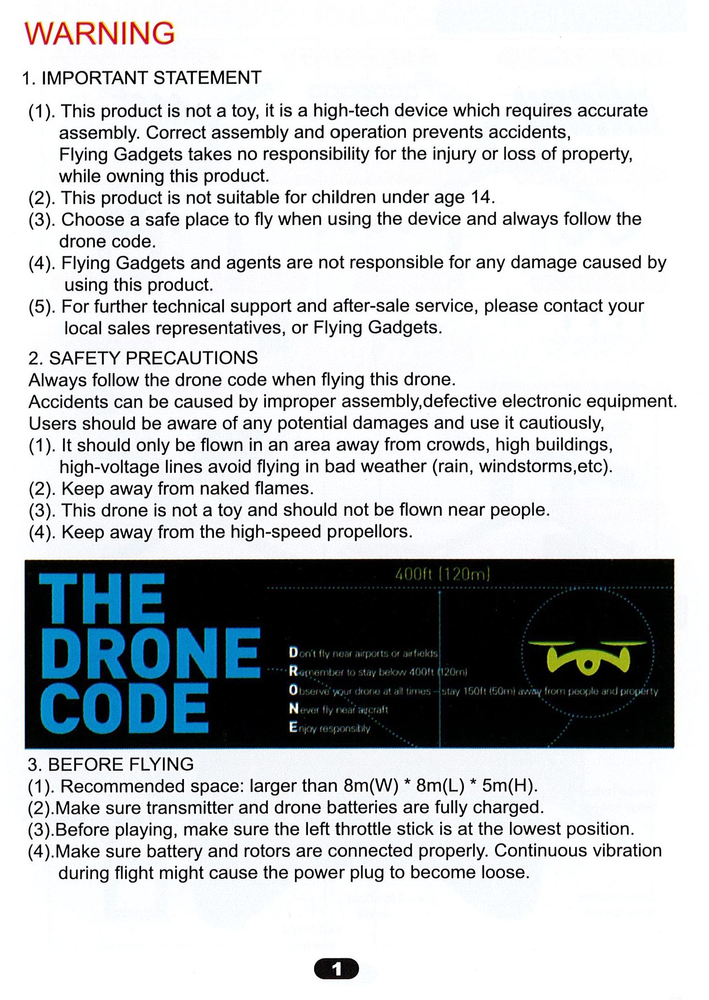 WARNING
1. IMPORTANT STATEMENT
(1). This product is not a toy, it is a high-tech device which requires accurate
assembly. Correct assembly and operation prevents accidents,
Flying Gadgets takes no responsibility for the injury or loss of property,
while owning this product.
(2). This product is not suitable for children under age 14.
(3). Choose a safe place to fly when using the device and always follow the
drone code.
(4). Flying Gadgets and agents are not responsible for any damage caused by
using this product.
(5). For further technical support and after-sale service, please contact your
local sales representatives, or Flying Gadgets.
2. SAFETY PRECAUTIONS
Always follow the drone code when flying this drone.
Accidents can be caused by improper assembly,defective electronic equipment.
Users should be aware of any potential damages and use it cautiously,
(1). It should only be flown in an area away from crowds, high buildings,
high-voltage lines avoid flying in bad weather (rain, windstorms,etc).
(2). Keep away from naked flames.
(3). This drone is not a toy and should not be flown near people.
(4). Keep away from the high-speed propellors.
THE
DRONE
CODE
400ft (120m)
Don't fly near airports or airfields
Remember to stay below 400ft (120m)
Observe your drone at all times – stay 150ft (50m) away from people and property
Never fly near aircraft
Enjoy responsibly
3. BEFORE FLYING
(1). Recommended space: larger than 8m(W) * 8m(L) * 5m(H).
(2).Make sure transmitter and drone batteries are fully charged.
(3).Before playing, make sure the left throttle stick is at the lowest position.
(4).Make sure battery and rotors are connected properly. Continuous vibration
during flight might cause the power plug to become loose.
1